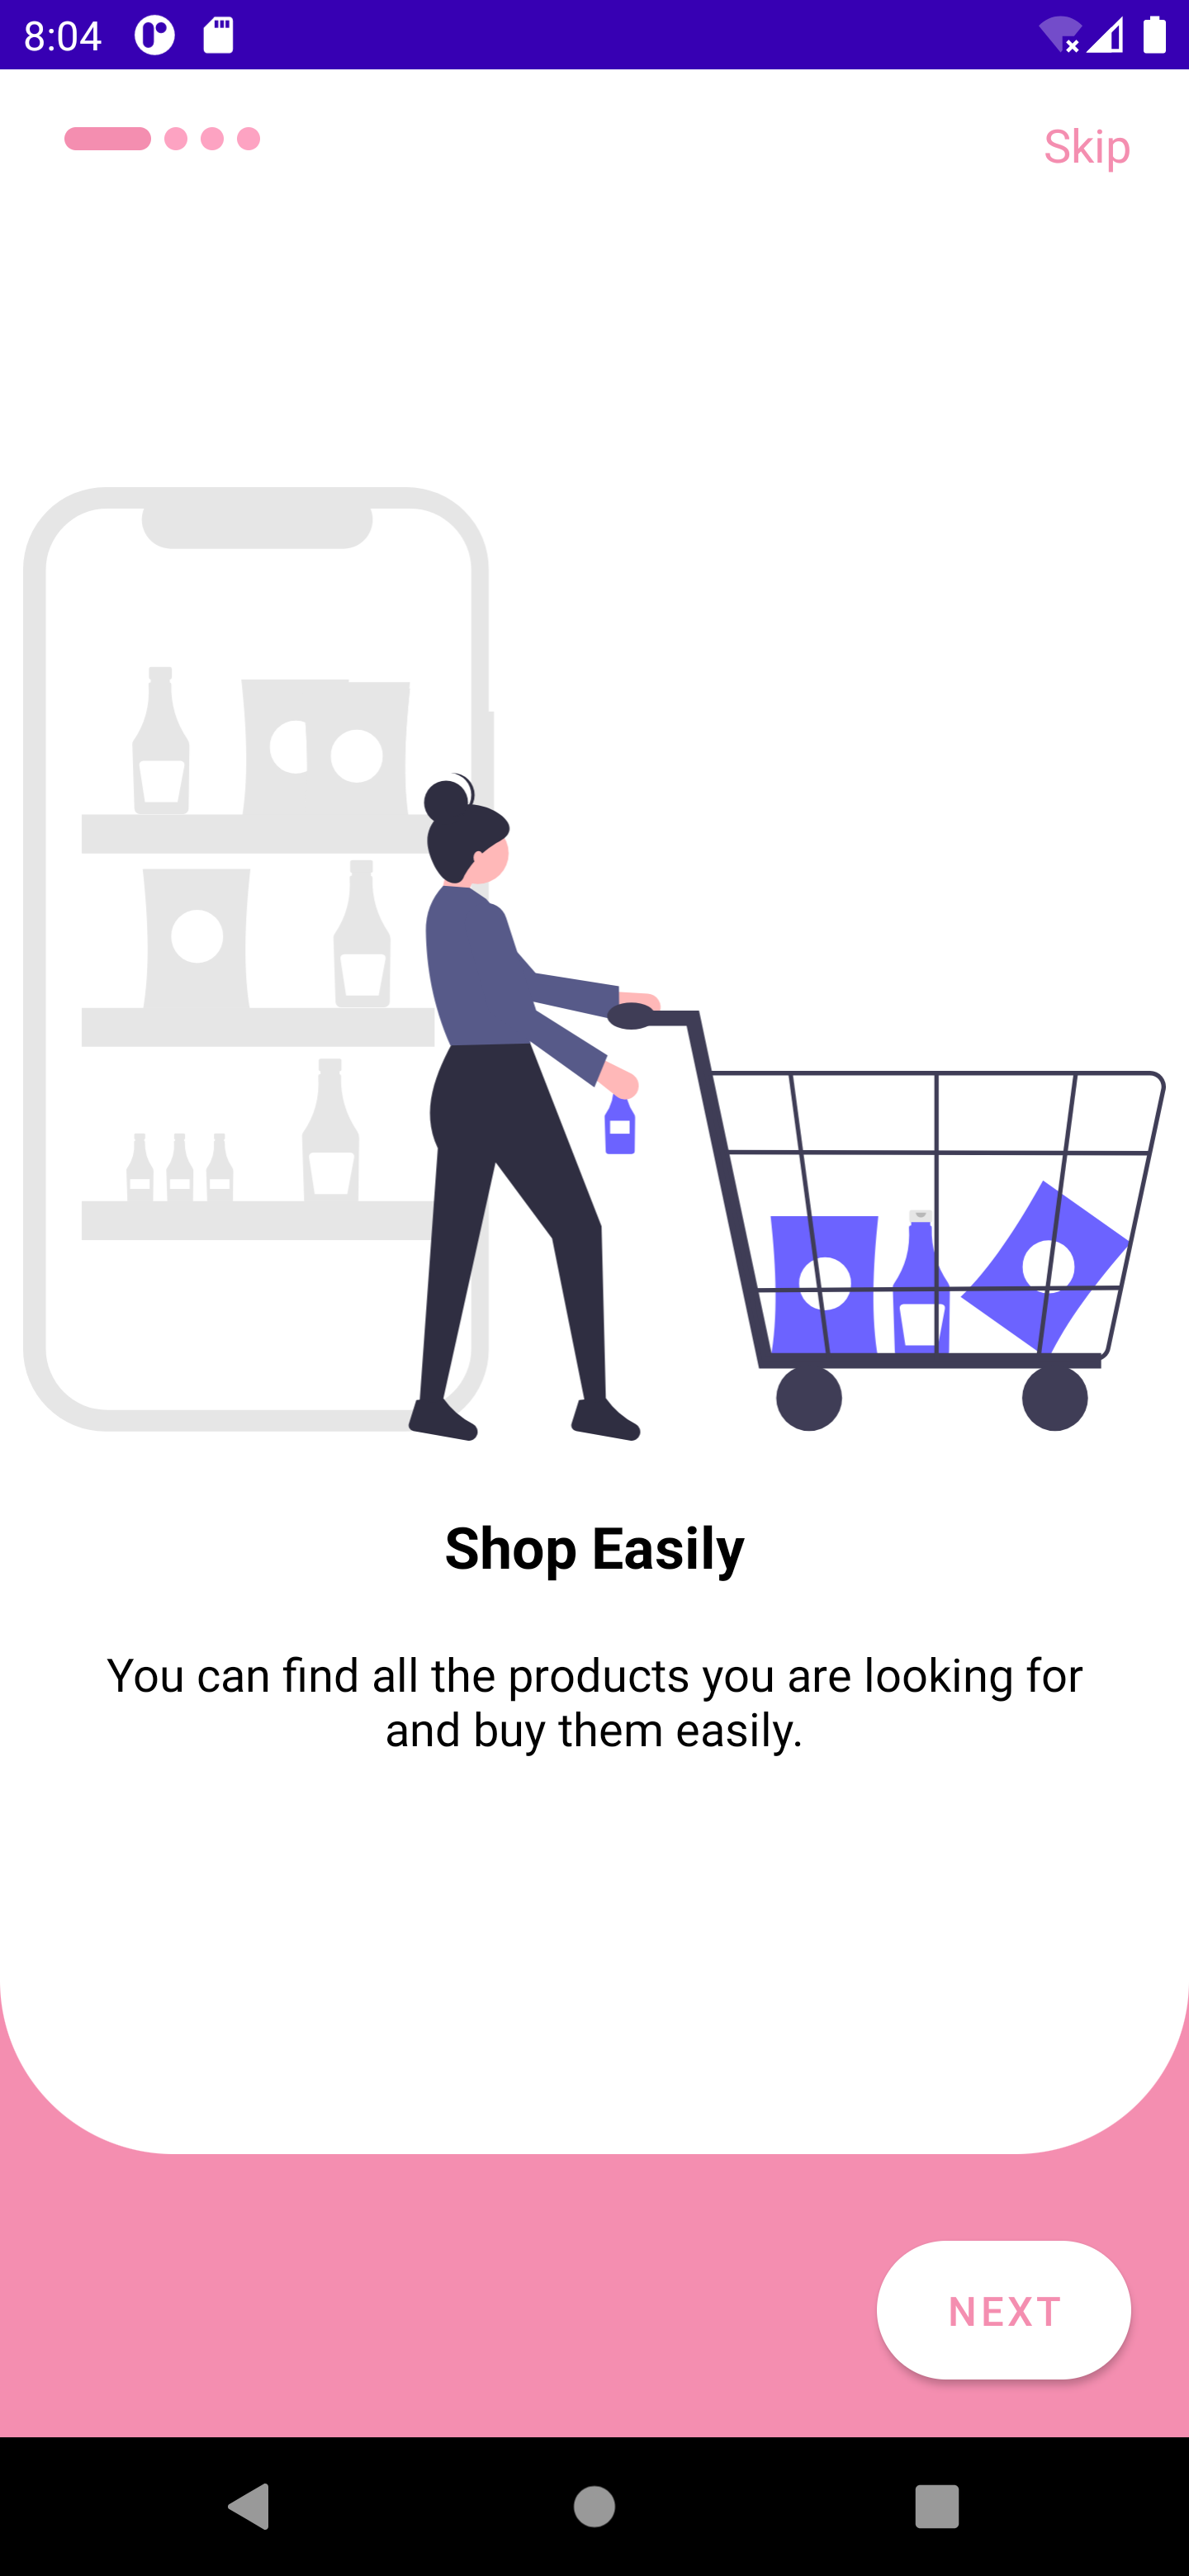 8:04
Skip
Shop Easily
You can find all the products you are looking for
and buy them easily.
NEXT